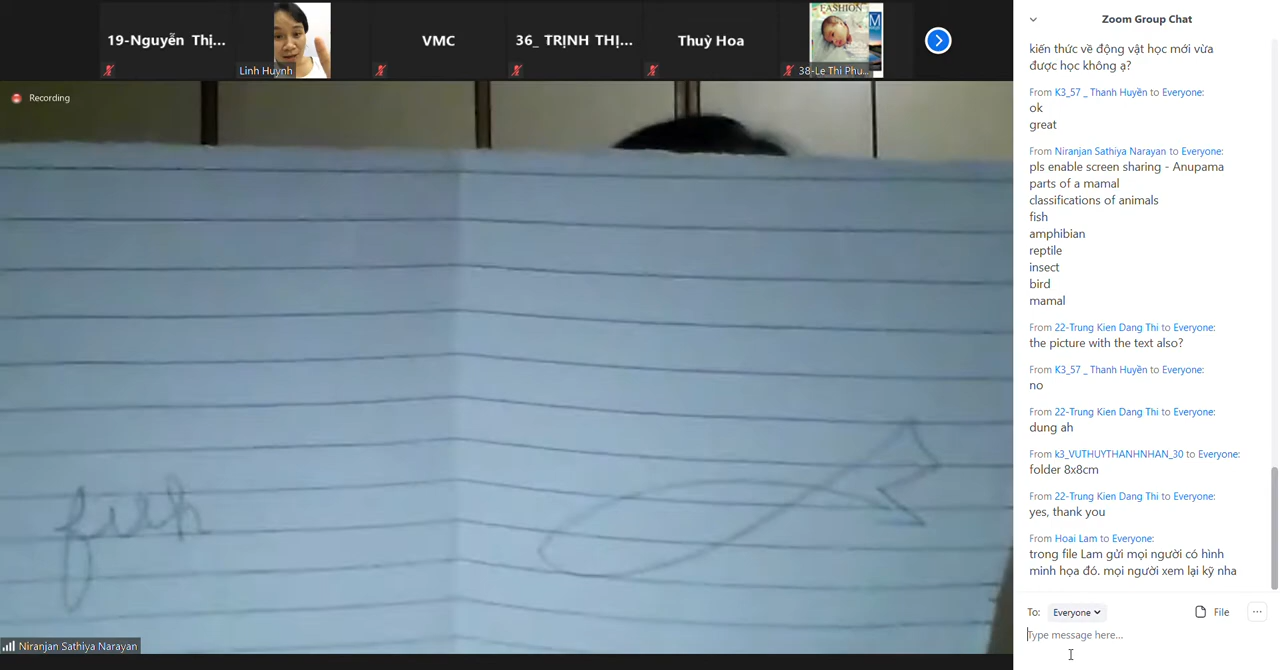 19-Nguyễn Thị...
Linh Huynh
VMC
36_ TRỊNH THỊ...
Thuỳ Hoa
FASHION
M
38-Le Thi Phu...
Recording
fish
Niranjan Sathiya Narayan
Zoom Group Chat
kiến thức về động vật học mới vừa
được học không ạ?
From K3_57 _ Thanh Huyền to Everyone:
ok
great
From Niranjan Sathiya Narayan to Everyone:
pls enable screen sharing - Anupama
parts of a mamal
classifications of animals
fish
amphibian
reptile
insect
bird
mamal
From 22-Trung Kien Dang Thi to Everyone:
the picture with the text also?
From K3_57 _ Thanh Huyền to Everyone:
no
From 22-Trung Kien Dang Thi to Everyone:
dung ah
From k3_VUTHUYTHANHNHAN_30 to Everyone:
folder 8x8cm
From 22-Trung Kien Dang Thi to Everyone:
yes, thank you
From Hoai Lam to Everyone:
trong file Lam gửi mọi người có hình
minh họa đó. mọi người xem lại kỹ nha
To: Everyone
File
Type message here...